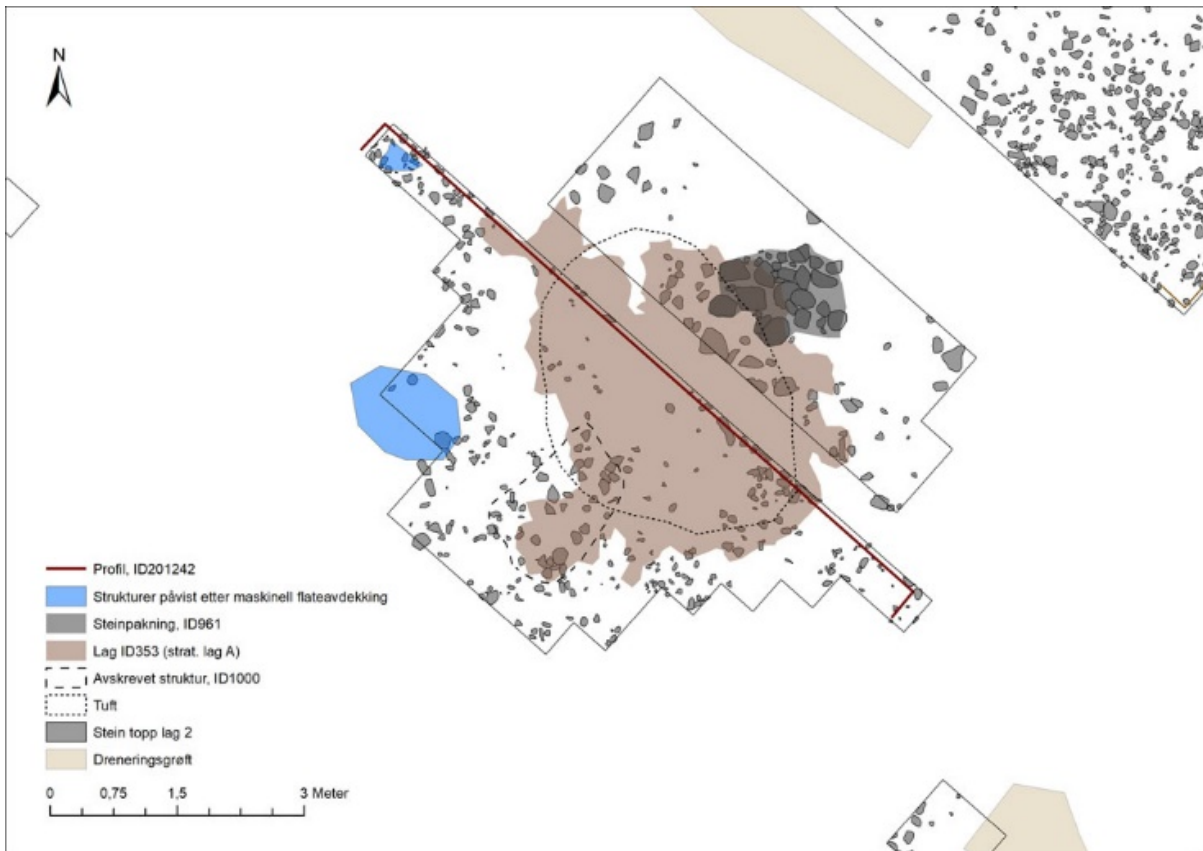 N
Profil, ID201242
Strukturer påvist etter maskinell flateavdekking
Steinpakning, ID961
Lag ID353 (strat. lag A)
Avskrevet struktur, ID1000
Tuft
Stein topp lag 2
Dreneringsgrøft
0 0,75 1,5 3 Meter